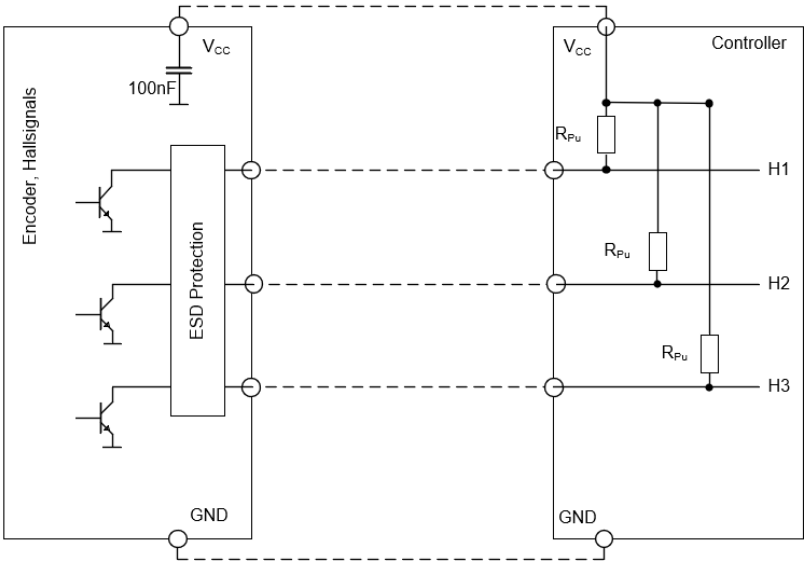 VCC
VCC
Controller
100nF
Encoder, Hallsignals
RPu
H1
ESD Protection
RPu
H2
RPu
H3
GND
GND